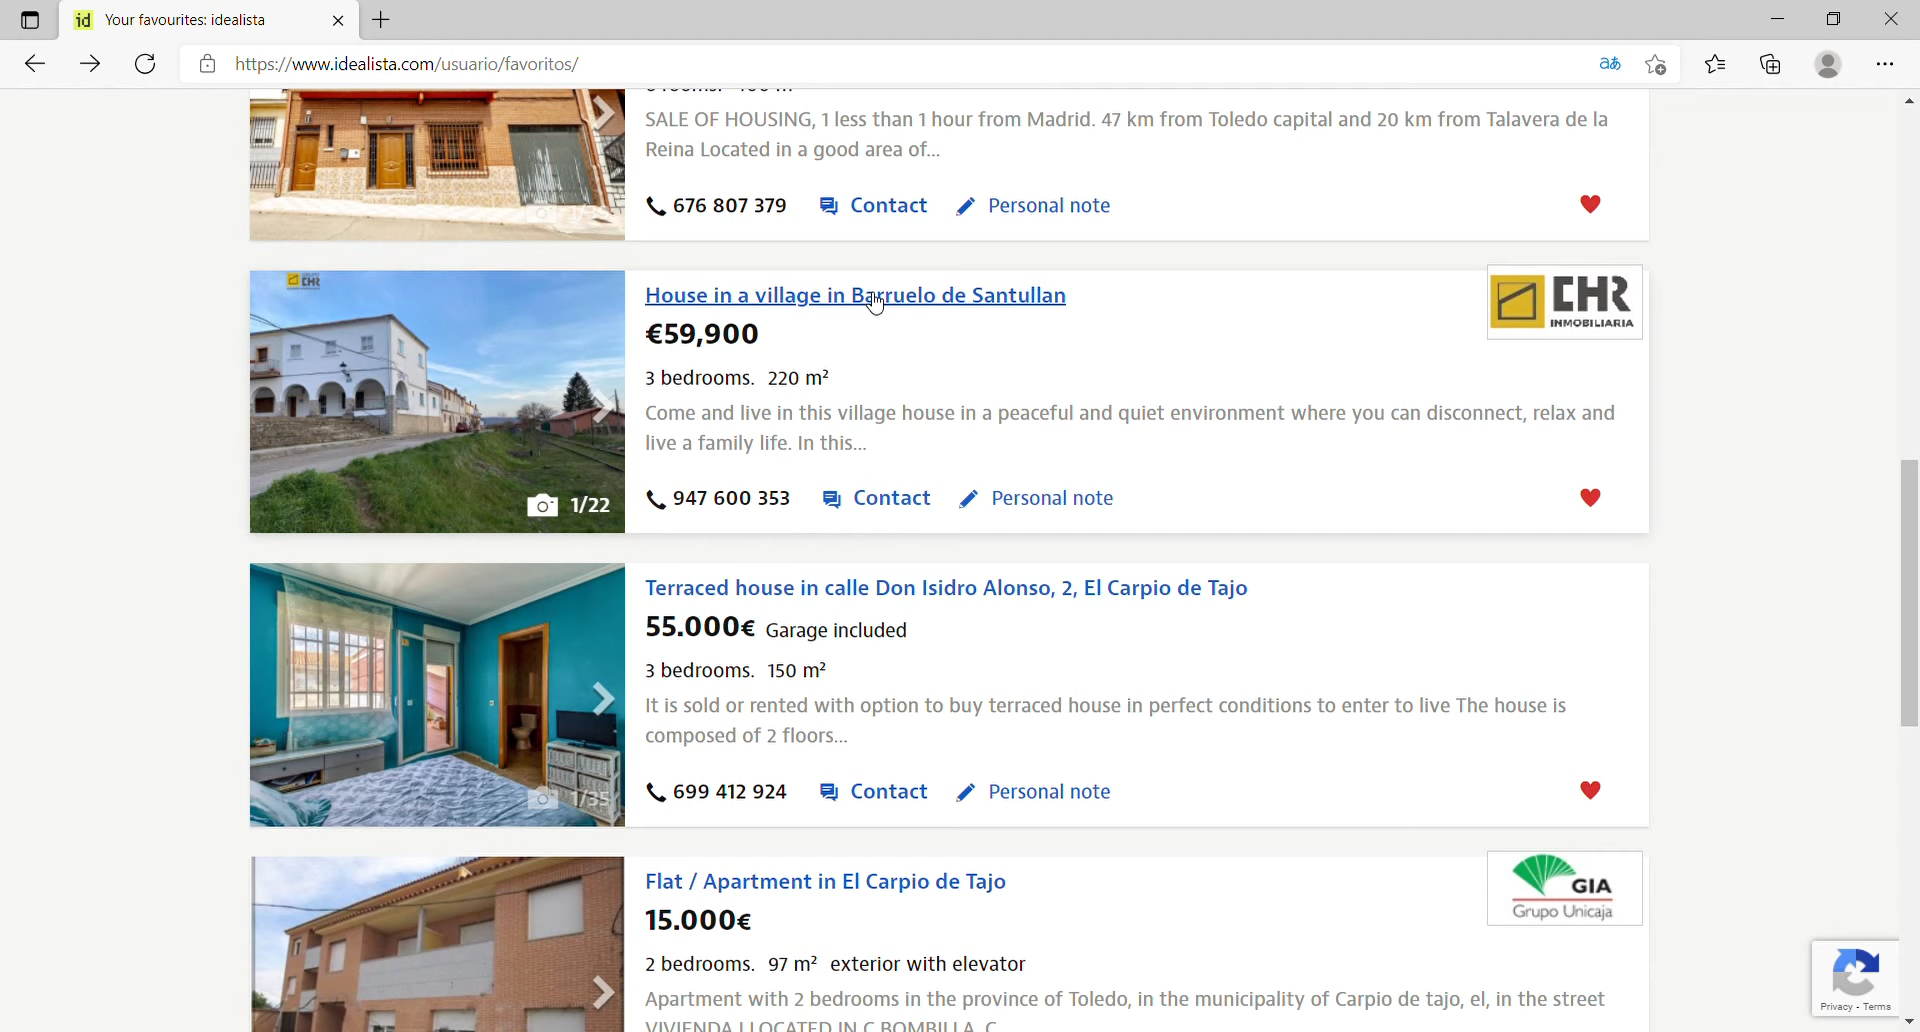 Your favourites: idealista
https://www.idealista.com/usuario/favoritos/
SALE OF HOUSING, 1 less than 1 hour from Madrid. 47 km from Toledo capital and 20 km from Talavera de la
Reina Located in a good area of...
676 807 379 Contact Personal note
House in a village in Barruelo de Santullan
€59,900
CHR
INMOBILIARIA
3 bedrooms. 220 m²
Come and live in this village house in a peaceful and quiet environment where you can disconnect, relax and
live a family life. In this...
1/22
947 600 353 Contact Personal note
Terraced house in calle Don Isidro Alonso, 2, El Carpio de Tajo
55.000€ Garage included
3 bedrooms. 150 m²
It is sold or rented with option to buy terraced house in perfect conditions to enter to live The house is
composed of 2 floors...
1/35
699 412 924 Contact Personal note
Flat / Apartment in El Carpio de Tajo
15.000€
GIA
Grupo Unicaja
2 bedrooms. 97 m² exterior with elevator
Apartment with 2 bedrooms in the province of Toledo, in the municipality of Carpio de tajo, el, in the street
VIVIENDA LLOCATED IN C BOMBILLA, C
Privacy - Terms